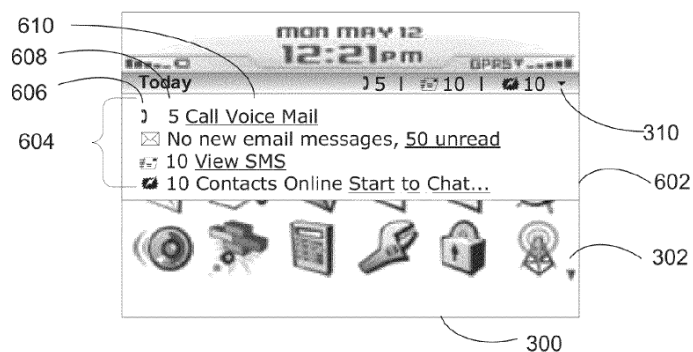 610
608
606
604
310
602
302
300
mon may 12
12:21pm
GPRS
Today 5 | 10 | 10
5 Call Voice Mail
No new email messages, 50 unread
10 View SMS
10 Contacts Online Start to Chat...